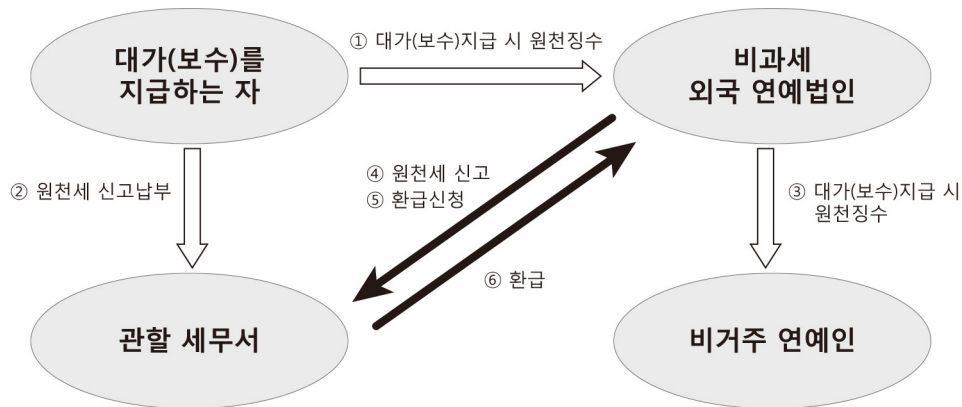 대가(보수)를
지급하는 자
① 대가(보수)지급 시 원천징수
비과세
외국 연예법인
② 원천세 신고납부
④ 원천세 신고
⑤ 환급신청
③ 대가(보수)지급 시
원천징수
⑥ 환급
관할 세무서
비거주 연예인